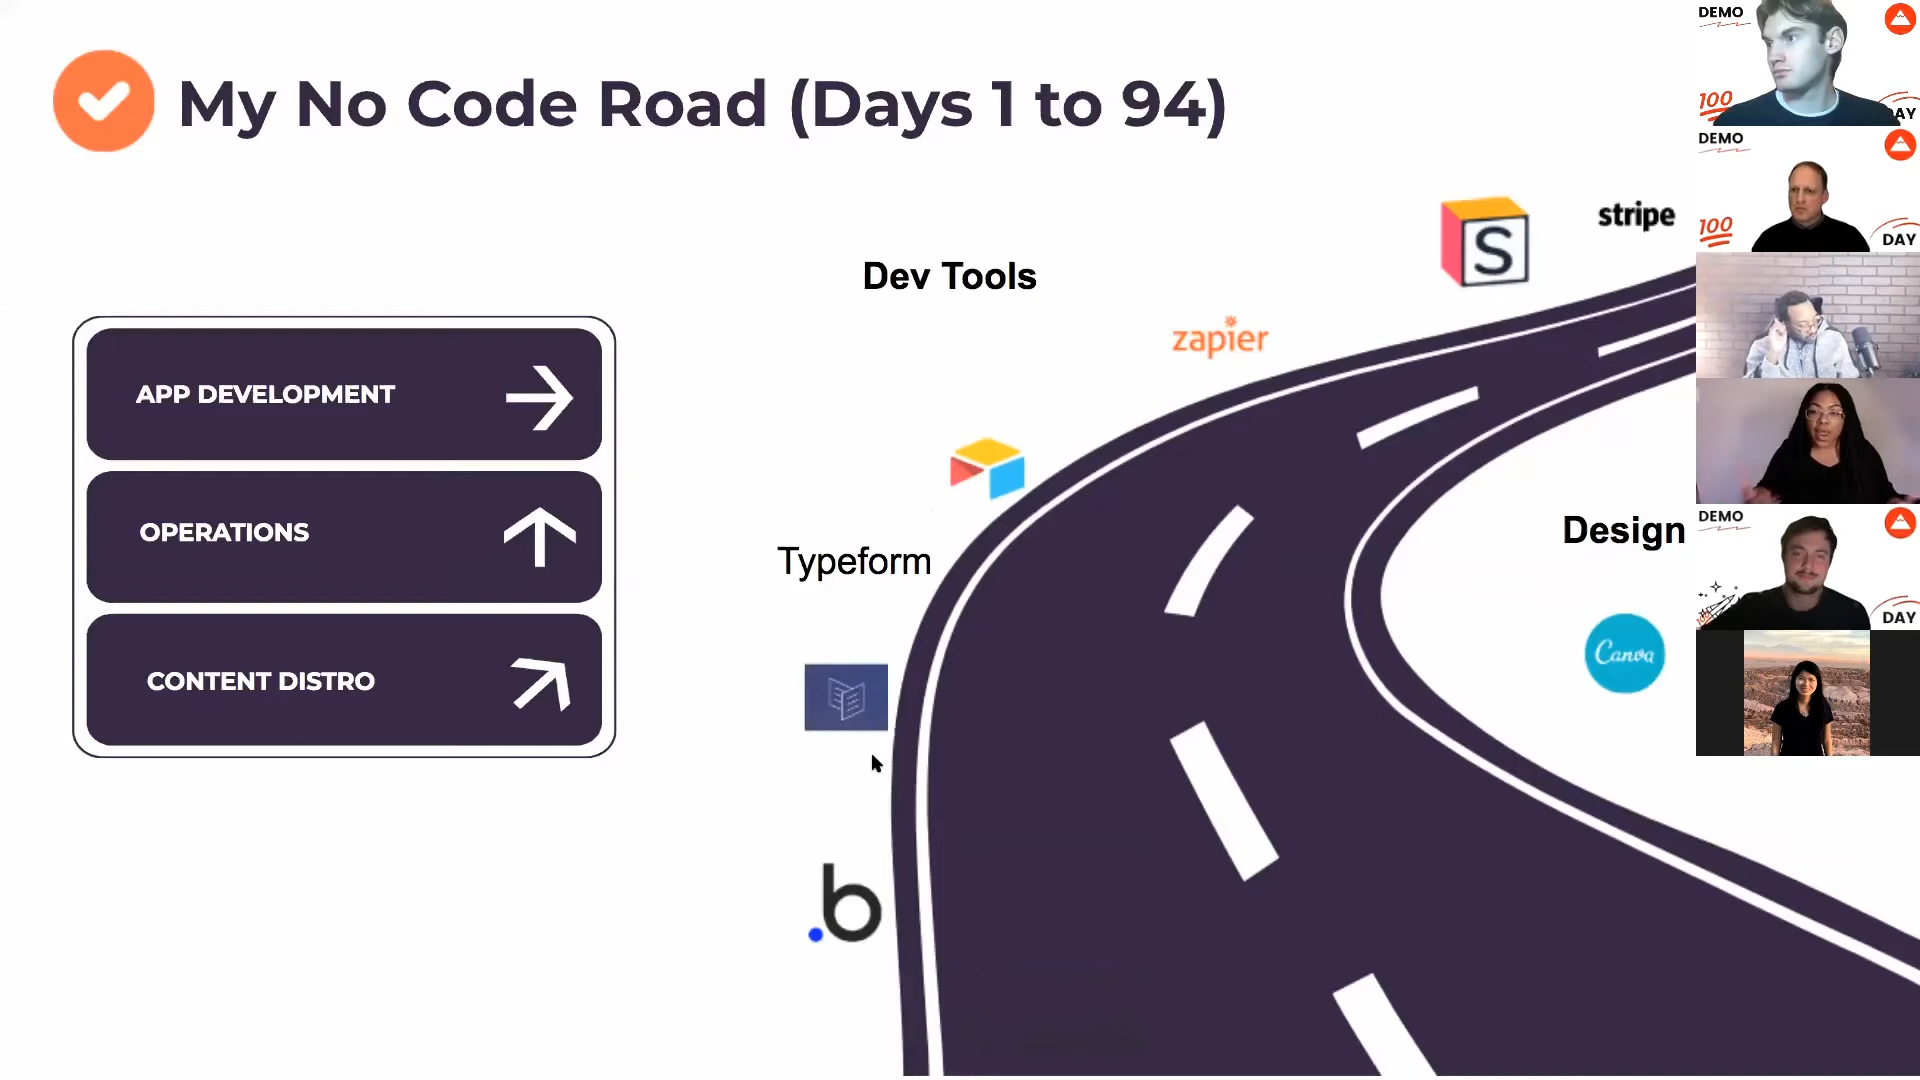 My No Code Road (Days 1 to 94)
APP DEVELOPMENT
OPERATIONS
CONTENT DISTRO
Dev Tools
S
stripe
zapier
Typeform
b
Design
Canva
DEMO
100
DAY
DEMO
100
DAY
DEMO
DAY